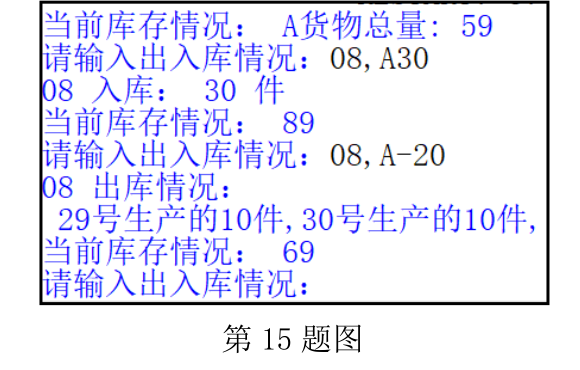 当前库存情况： A货物总量: 59
请输入出入库情况：08,A30
08 入库： 30 件
当前库存情况： 89
请输入出入库情况：08,A-20
08 出库情况：
29号生产的10件,30号生产的10件,
当前库存情况： 69
请输入出入库情况：
第 15 题图